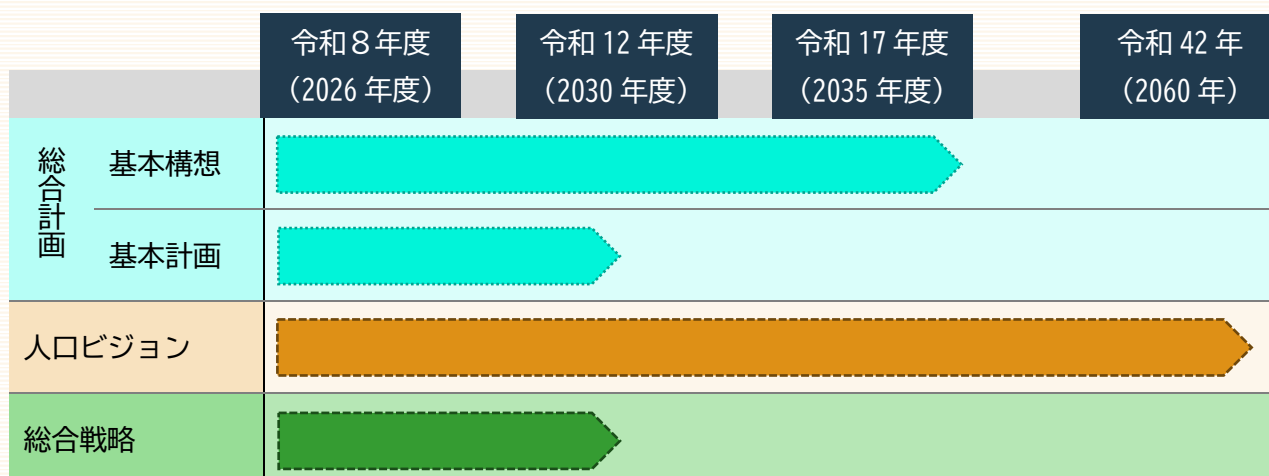 令和８年度
（2026 年度）
令和 12 年度
（2030 年度）
令和 17 年度
（2035 年度）
令和 42 年
（2060 年）
総合計画
基本構想
基本計画
人口ビジョン
総合戦略